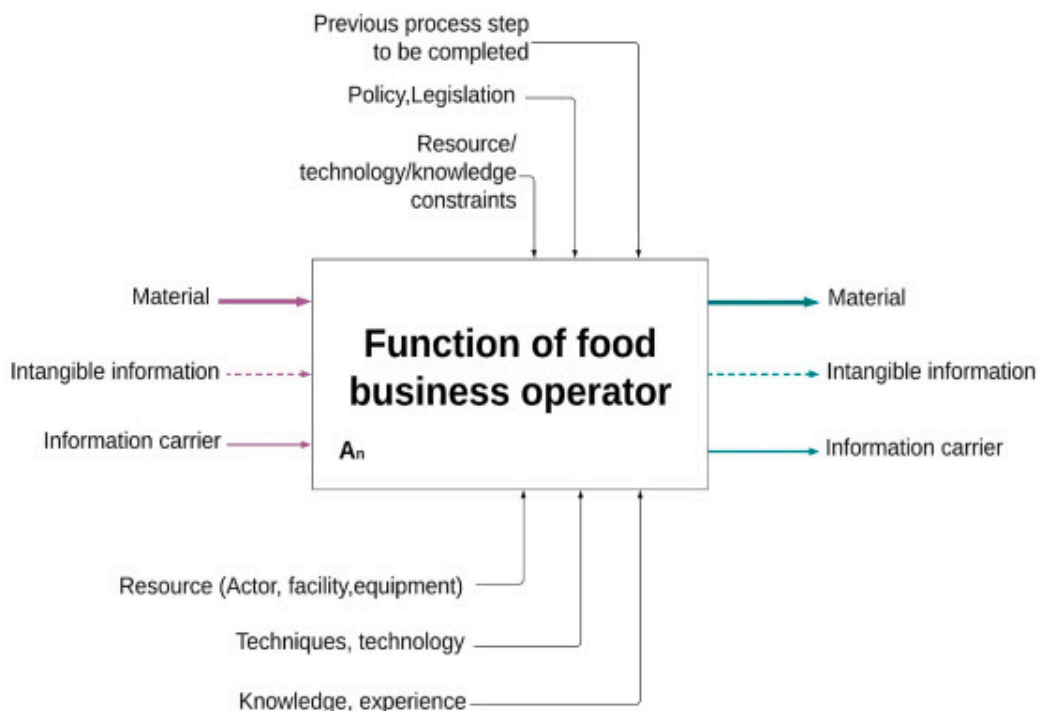 Previous process step
to be completed
Policy,Legislation
Resource/
technology/knowledge
constraints
Material
Intangible information
Information carrier
Function of food
business operator
An
Material
Intangible information
Information carrier
Resource (Actor, facility,equipment)
Techniques, technology
Knowledge, experience